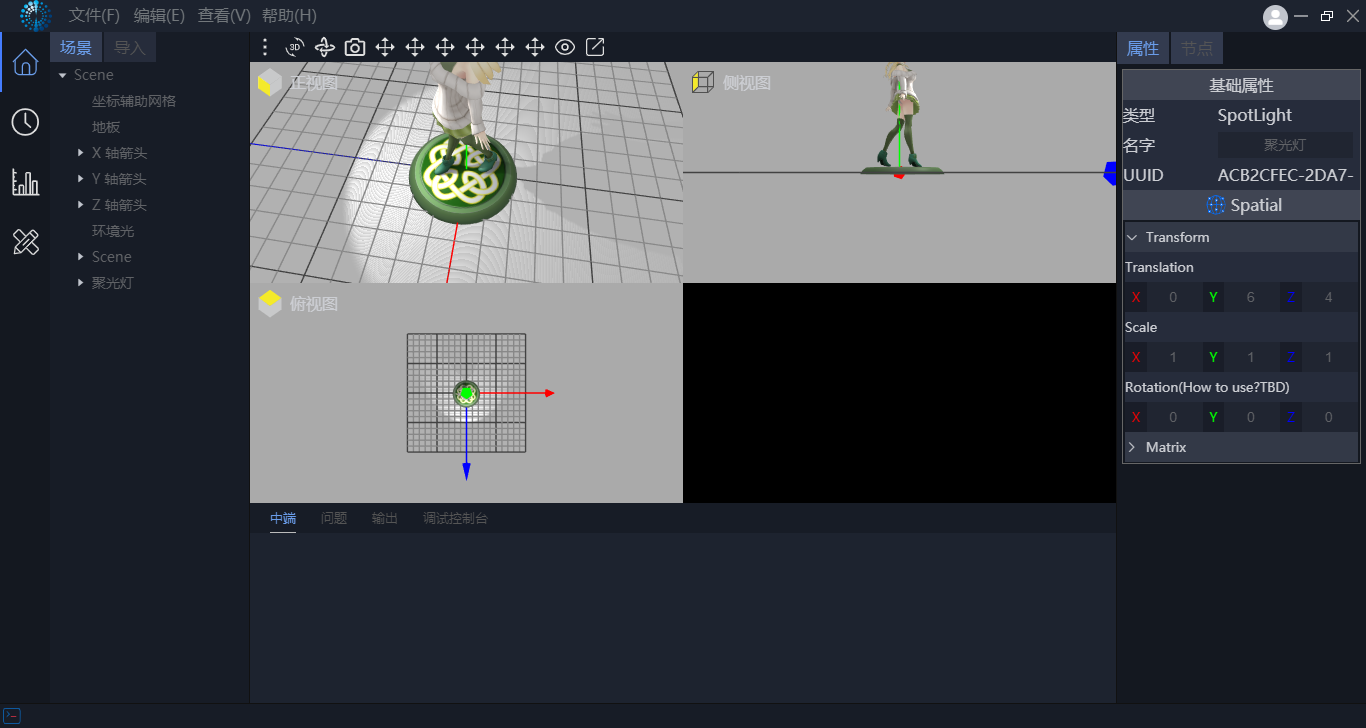 文件(F) 编辑(E) 查看(V) 帮助(H)
场景 导入
Scene
坐标辅助网格
地板
X 轴箭头
Y 轴箭头
Z 轴箭头
环境光
Scene
聚光灯
3D
正视图
侧视图
俯视图
中端 问题 输出 调试控制台
属性 节点
基础属性
类型 SpotLight
名字 聚光灯
UUID ACB2CFEC-2DA7-
Spatial
Transform
Translation
X 0 Y 6 Z 4
Scale
X 1 Y 1 Z 1
Rotation(How to use?TBD)
X 0 Y 0 Z 0
Matrix